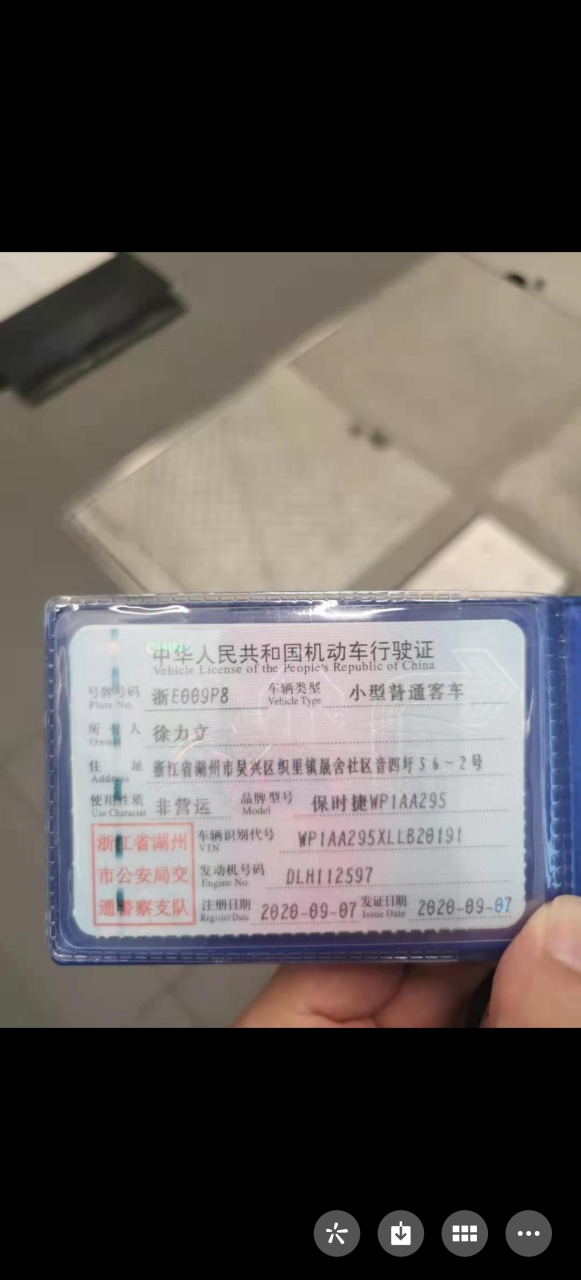 中华人民共和国机动车行驶证
Vehicle License of the People's Republic of China
号牌号码 浙E009P8 车辆类型 小型普通客车
Plate No. Vehicle Type
所有人 徐力立
Owner
住址 浙江省湖州市吴兴区织里镇晟舍社区音四圩36-2号
Address
使用性质 非营运 品牌型号 保时捷WP1AA295
Use Character Model
浙江省湖州
市公安局交
通警察支队
车辆识别代号 WP1AA295XLLB20191
VIN
发动机号码 DLH112597
Engine No.
注册日期 2020-09-07 发证日期 2020-09-07
Register Date Issue Date